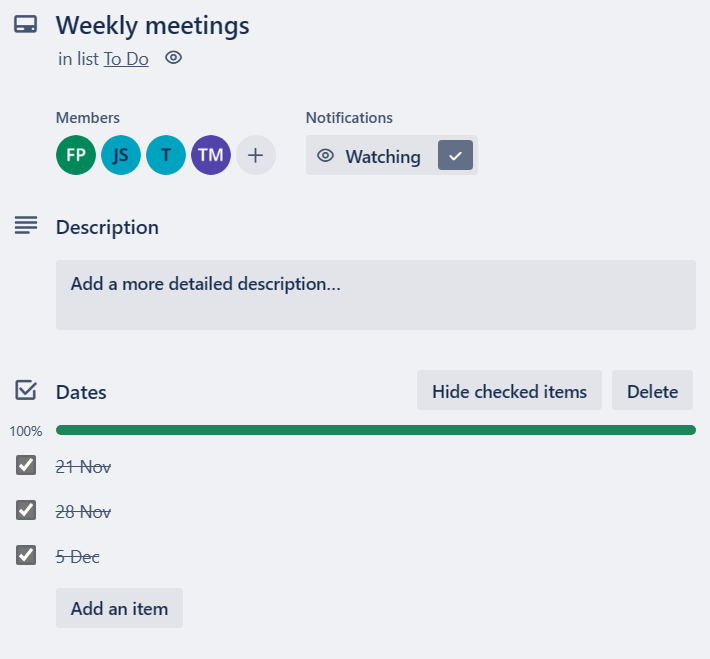 Weekly meetings
in list To Do
Members
Notifications
FP JS T TM
Watching
Description
Add a more detailed description...
Dates
Hide checked items
Delete
100%
21 Nov
28 Nov
5 Dec
Add an item